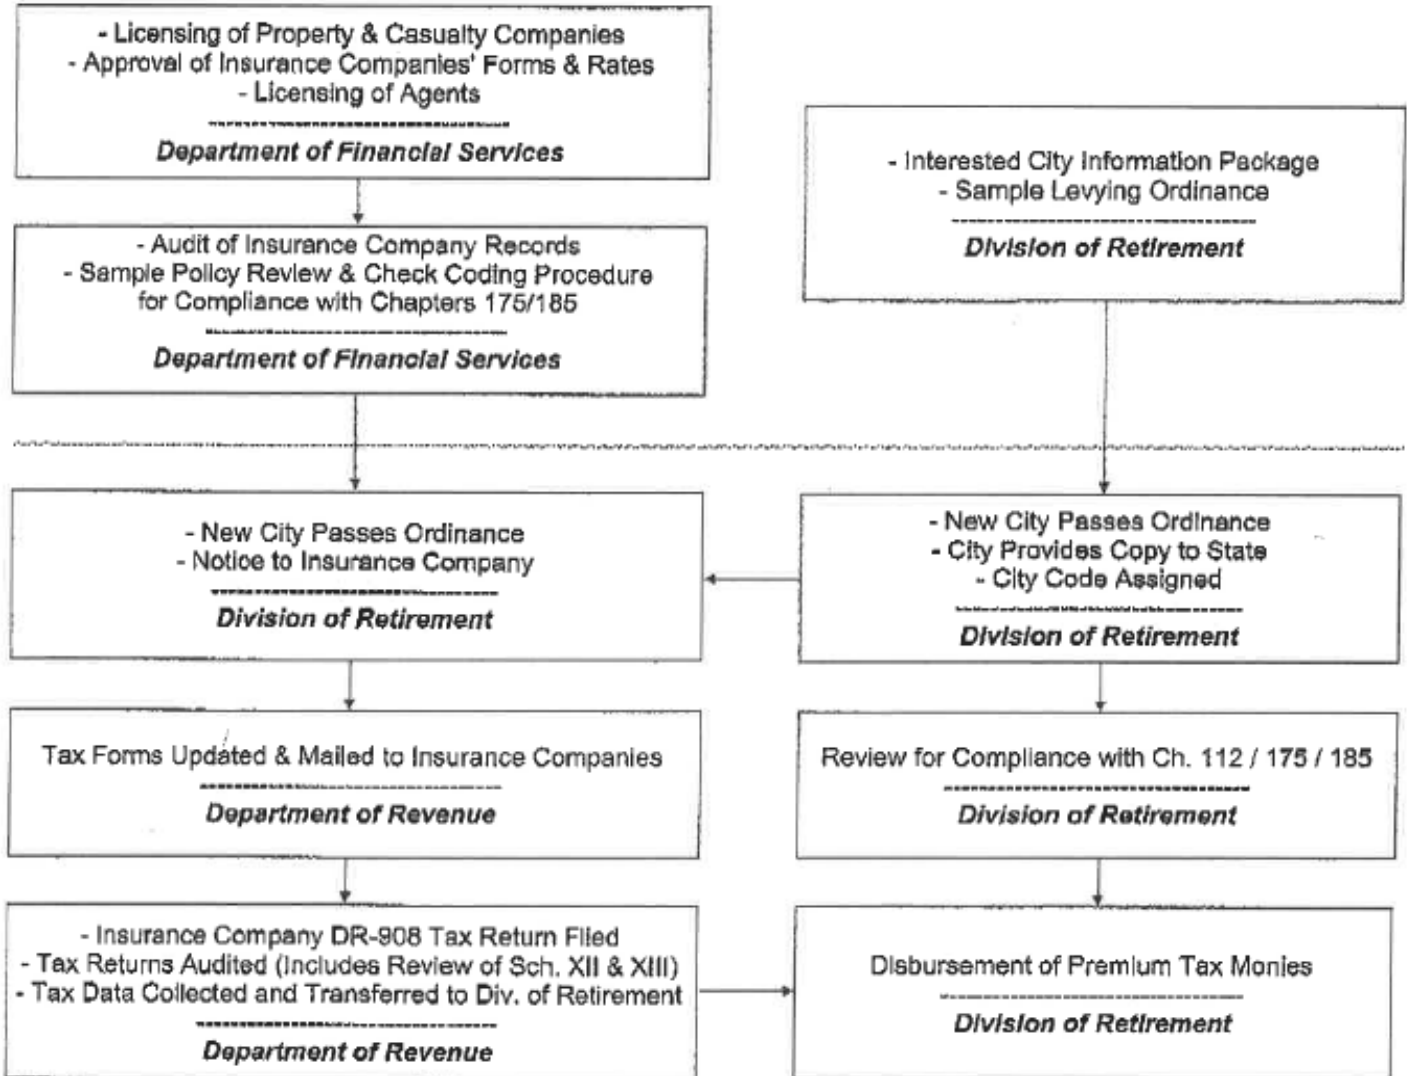 - Licensing of Property & Casualty Companies
- Approval of Insurance Companies' Forms & Rates
- Licensing of Agents
Department of Financial Services
- Audit of Insurance Company Records
- Sample Policy Review & Check Coding Procedure
for Compliance with Chapters 175/185
Department of Financial Services
- Interested City Information Package
- Sample Levying Ordinance
Division of Retirement
- New City Passes Ordinance
- Notice to Insurance Company
Division of Retirement
- New City Passes Ordinance
- City Provides Copy to State
- City Code Assigned
Division of Retirement
Tax Forms Updated & Mailed to Insurance Companies
Department of Revenue
Review for Compliance with Ch. 112 / 175 / 185
Division of Retirement
- Insurance Company DR-908 Tax Return Filed
- Tax Returns Audited (Includes Review of Sch. XII & XIII)
- Tax Data Collected and Transferred to Div. of Retirement
Department of Revenue
Disbursement of Premium Tax Monies
Division of Retirement